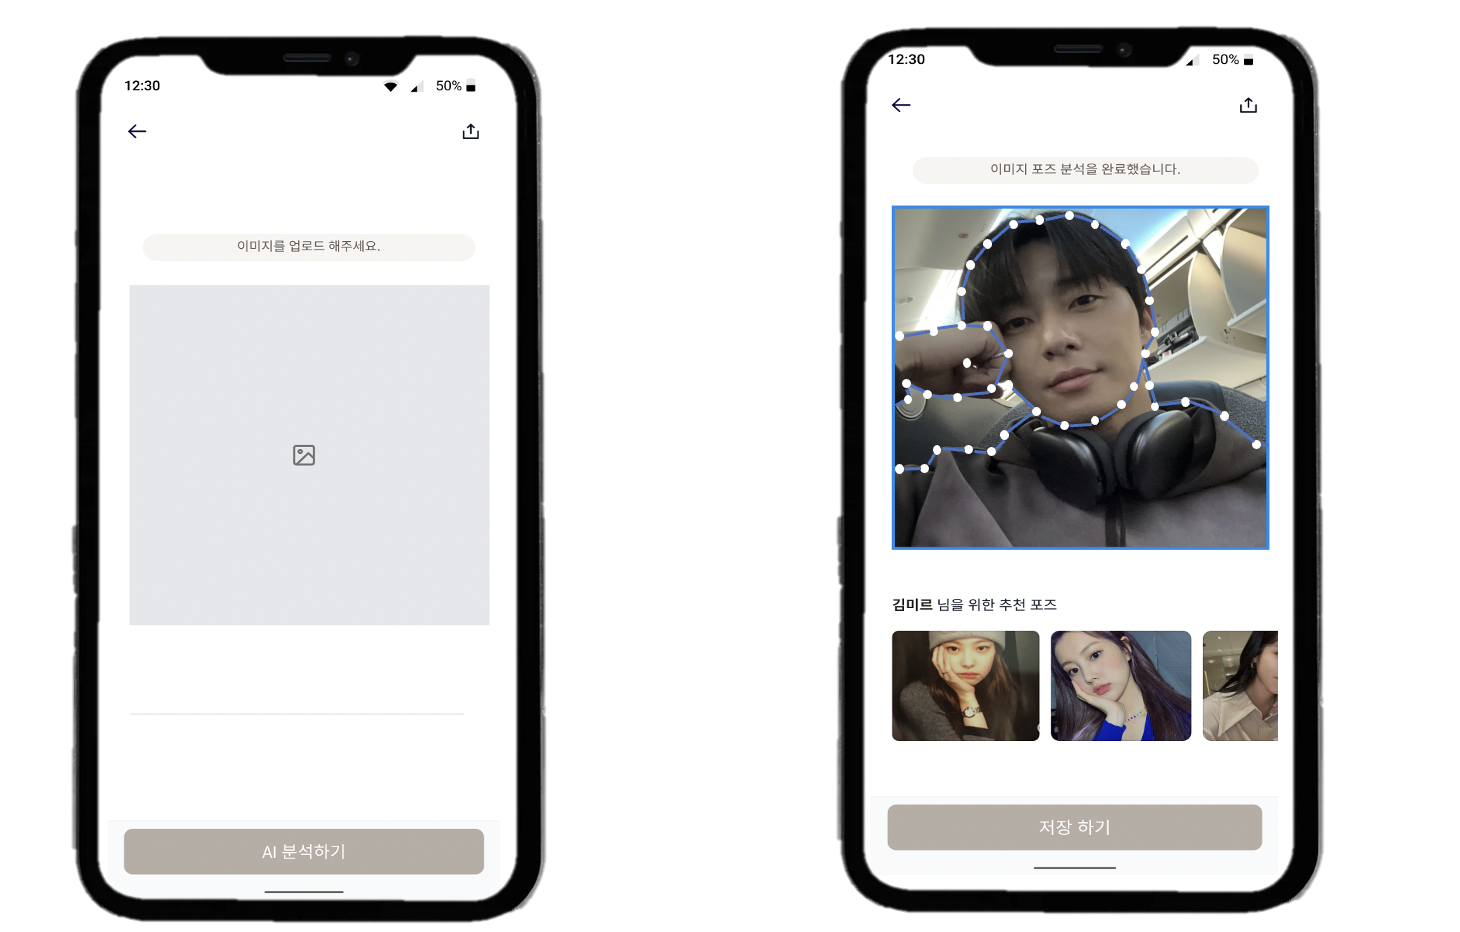 12:30
50%
이미지를 업로드 해주세요.
AI 분석하기
12:30
50%
이미지 포즈 분석을 완료했습니다.
김미르 님을 위한 추천 포즈
저장 하기